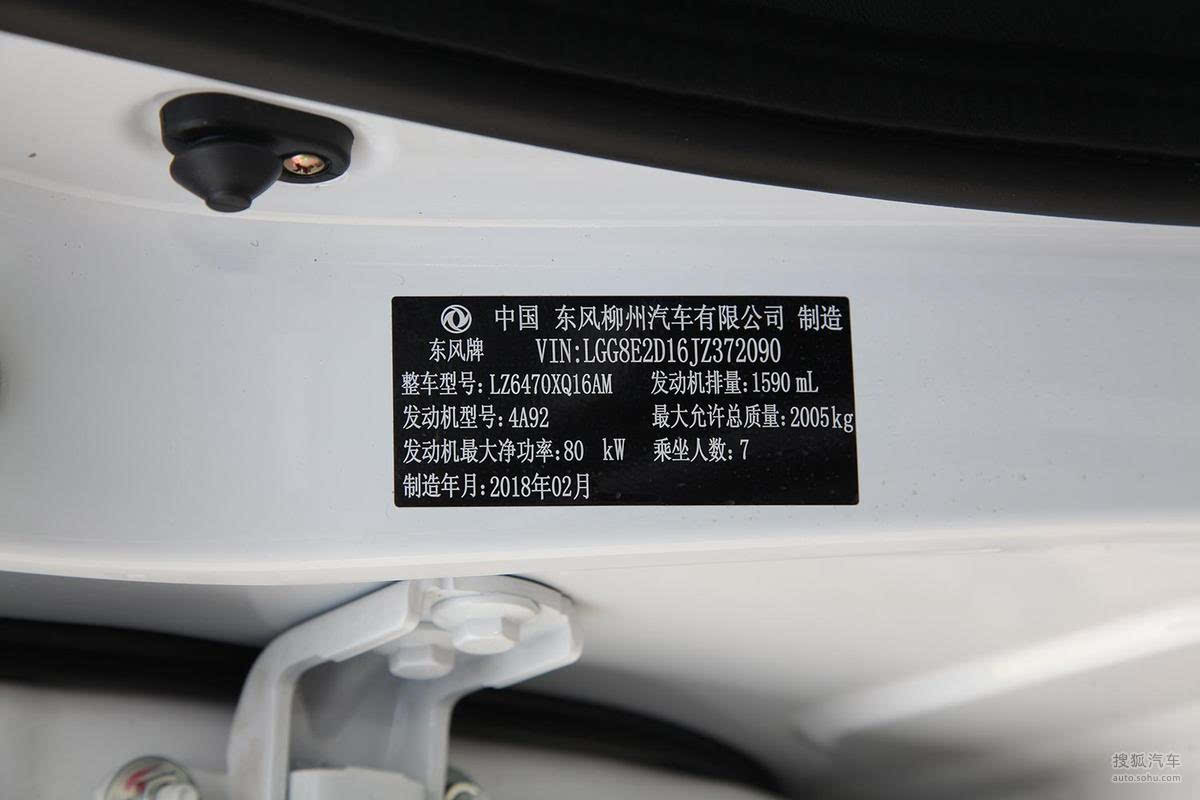 中国 东风柳州汽车有限公司 制造
东风牌 VIN:LGG8E2D16JZ372090
整车型号:LZ6470XQ16AM 发动机排量:1590 mL
发动机型号:4A92 最大允许总质量:2005kg
发动机最大净功率:80 kW 乘坐人数:7
制造年月:2018年02月
搜狐汽车
auto.sohu.com